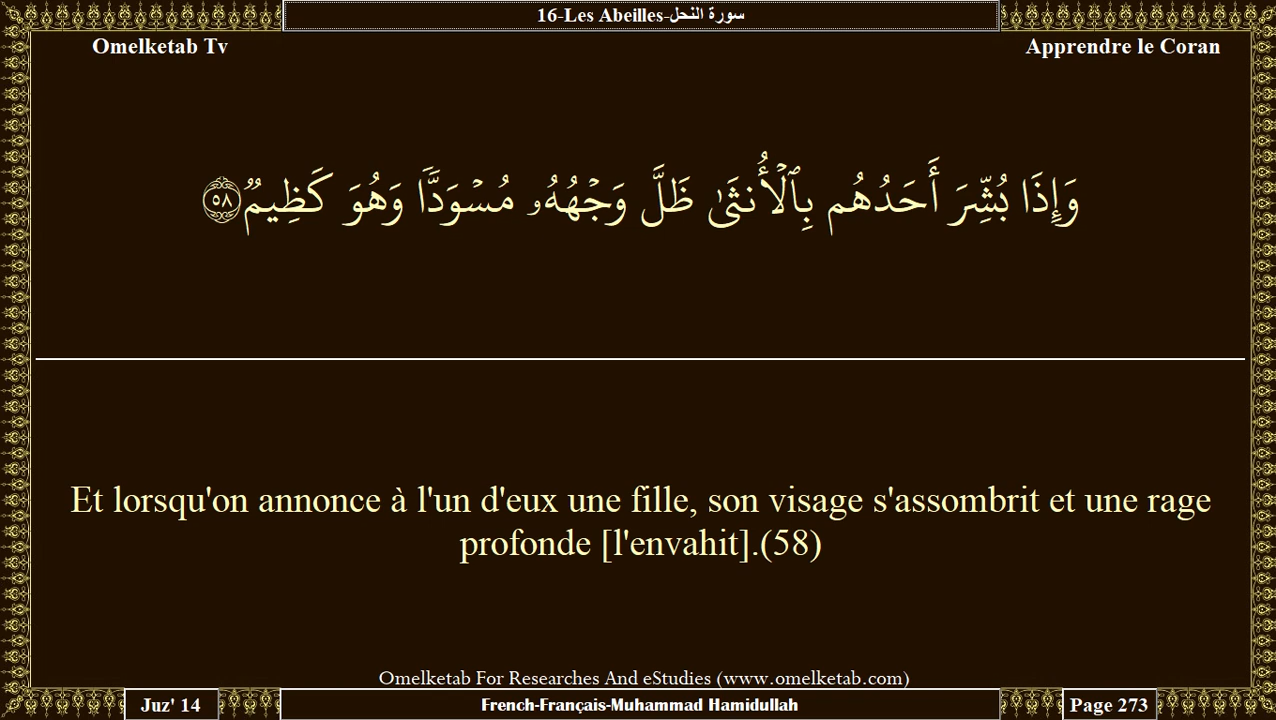 16-Les Abeilles-سورة النحل
Omelketab Tv
Apprendre le Coran
وَإِذَا بُشِّرَ أَحَدُهُم بِٱلْأُنثَىٰ ظَلَّ وَجْهُهُۥ مُسْوَدًّا وَهُوَ كَظِيمٌ ٥٨
Et lorsqu'on annonce à l'un d'eux une fille, son visage s'assombrit et une rage
profonde [l'envahit].(58)
Omelketab For Researches And eStudies (www.omelketab.com)
Juz' 14
French-Français-Muhammad Hamidullah
Page 273